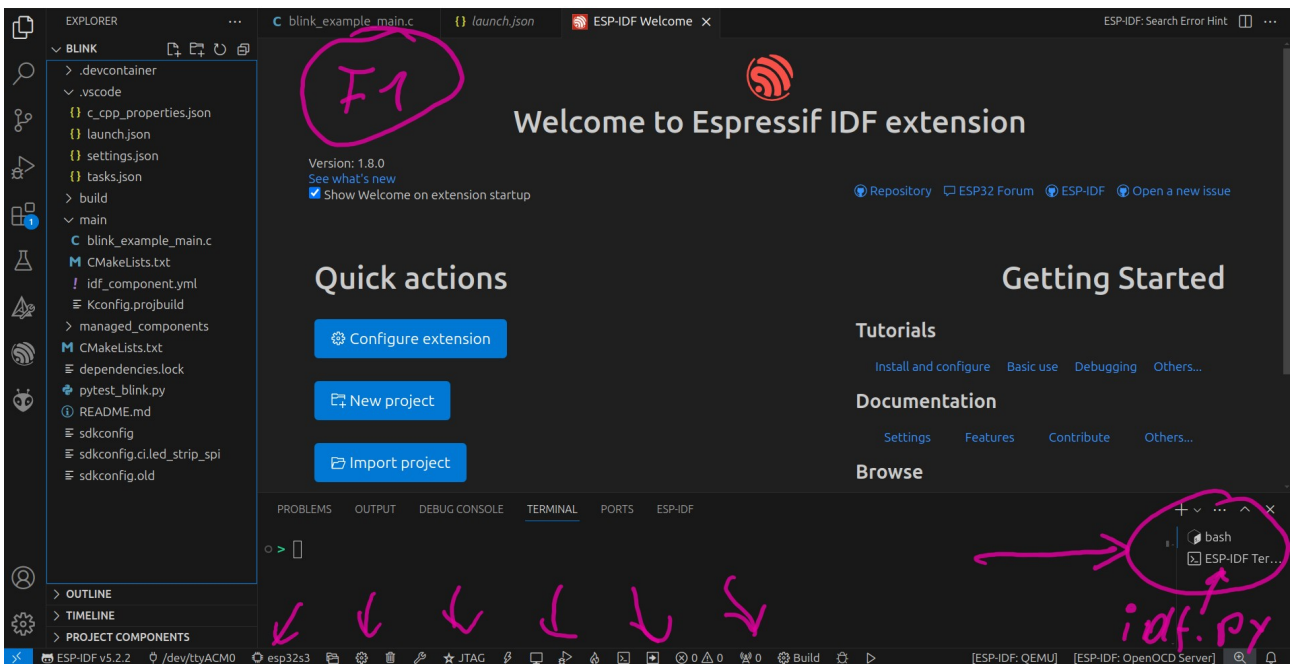 EXPLORER
blink_example_main.c
launch.json
ESP-IDF Welcome
ESP-IDF: Search Error Hint
BLINK
.devcontainer
.vscode
c_cpp_properties.json
launch.json
settings.json
tasks.json
build
main
blink_example_main.c
CMakeLists.txt
idf_component.yml
Kconfig.projbuild
managed_components
CMakeLists.txt
dependencies.lock
pytest_blink.py
README.md
sdkconfig
sdkconfig.ci.led_strip_spi
sdkconfig.old
OUTLINE
TIMELINE
PROJECT COMPONENTS
F1
Welcome to Espressif IDF extension
Version: 1.8.0
See what's new
Show Welcome on extension startup
Repository ESP32 Forum ESP-IDF Open a new issue
Quick actions
Configure extension
New project
Import project
Getting Started
Tutorials
Install and configure Basic use Debugging Others...
Documentation
Settings Features Contribute Others...
Browse
PROBLEMS OUTPUT DEBUG CONSOLE TERMINAL PORTS ESP-IDF
>
bash
ESP-IDF Ter...
idf.py
ESP-IDF v5.2.2 /dev/ttyACM0 esp32s3 JTAG 0 0 0 Build [ESP-IDF: QEMU] [ESP-IDF: OpenOCD Server]